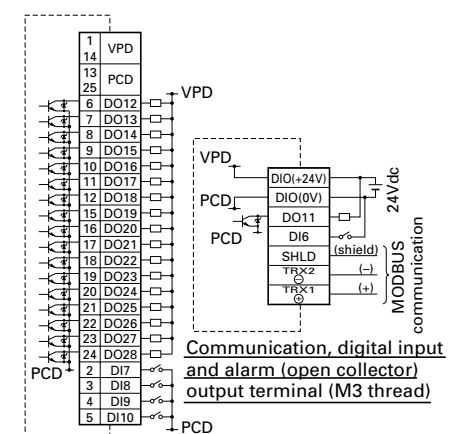 1
14 VPD
13
25 PCD
VPD
6 DO12
7 DO13
8 DO14
9 DO15
10 DO16
11 DO17
12 DO18
15 DO19
16 DO20
17 DO21
18 DO22
19 DO23
20 DO24
21 DO25
22 DO26
23 DO27
24 DO28
PCD
2 DI7
3 DI8
4 DI9
5 DI10
PCD
VPD
DIO(+24V)
PCD
DIO(0V)
DO11
PCD
DI6
SHLD (shield)
TRX2 (−)
⊖
TRX1 (+)
⊕
24Vdc
MODBUS
communication
Communication, digital input
and alarm (open collector)
output terminal (M3 thread)